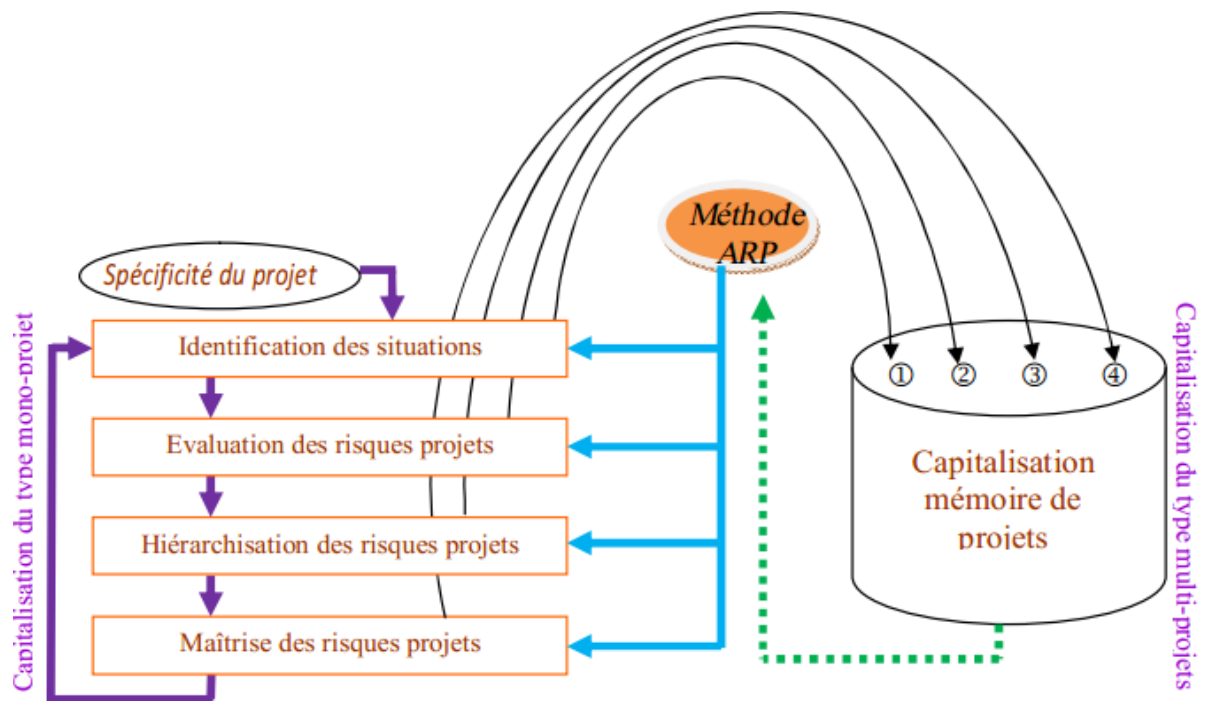 Méthode
ARP
Spécificité du projet
Identification des situations
Evaluation des risques projets
Hiérarchisation des risques projets
Maîtrise des risques projets
Capitalisation du type mono-projet
① ② ③ ④
Capitalisation
mémoire de
projets
Capitalisation du type multi-projets